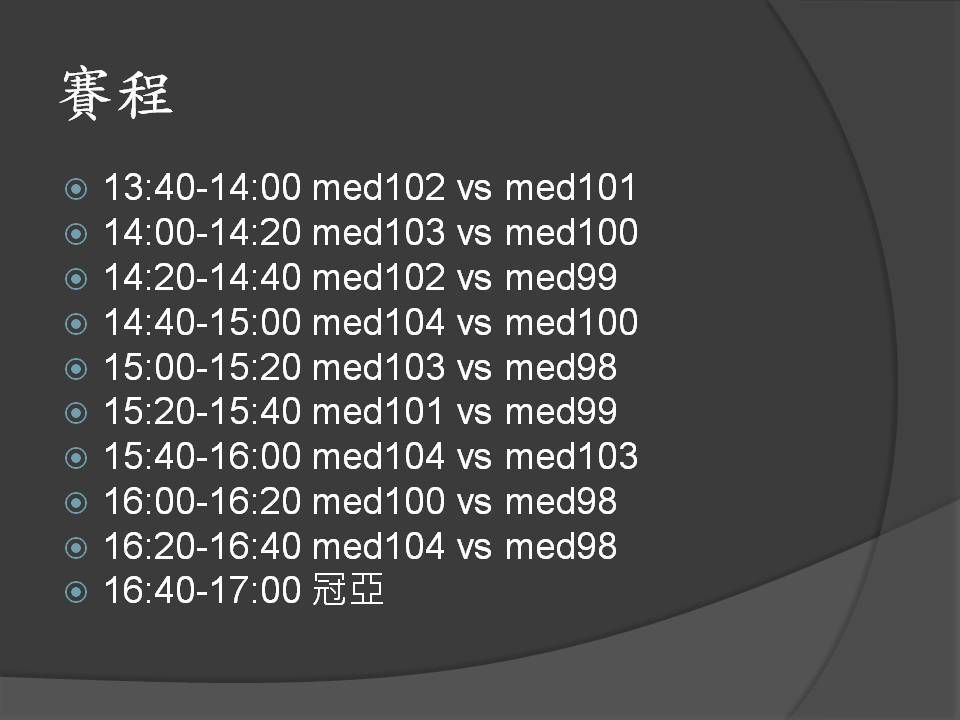 賽程
13:40-14:00 med102 vs med101
14:00-14:20 med103 vs med100
14:20-14:40 med102 vs med99
14:40-15:00 med104 vs med100
15:00-15:20 med103 vs med98
15:20-15:40 med101 vs med99
15:40-16:00 med104 vs med103
16:00-16:20 med100 vs med98
16:20-16:40 med104 vs med98
16:40-17:00 冠亞